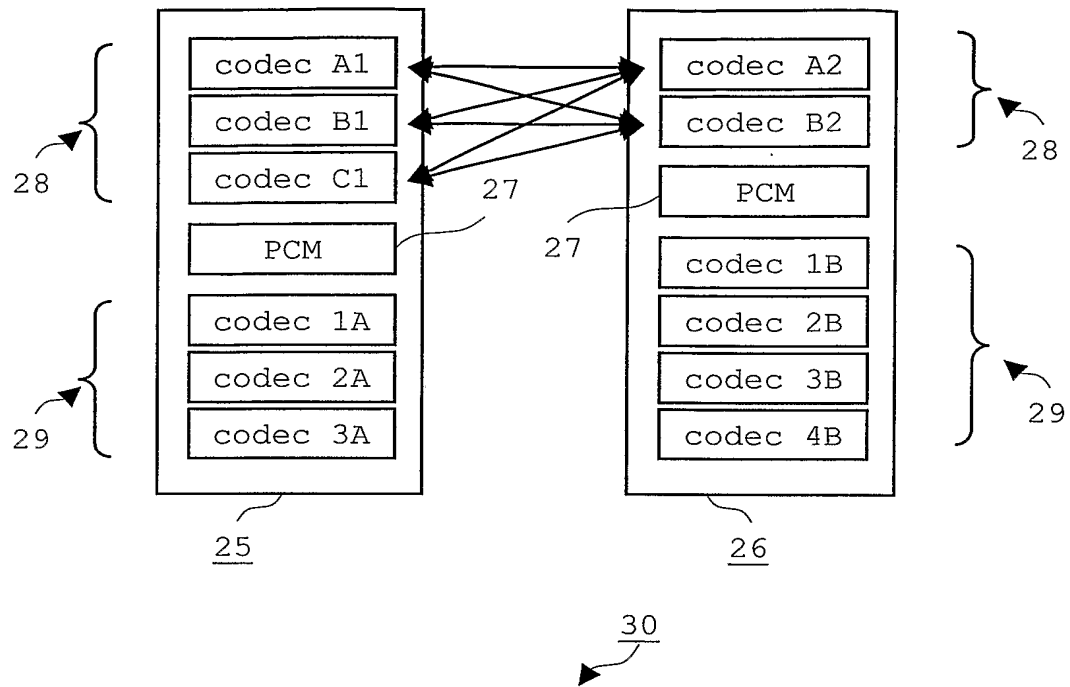 codec A1
codec B1
codec C1
PCM
codec 1A
codec 2A
codec 3A
28
29
25
27
27
codec A2
codec B2
PCM
codec 1B
codec 2B
codec 3B
codec 4B
28
29
26
30